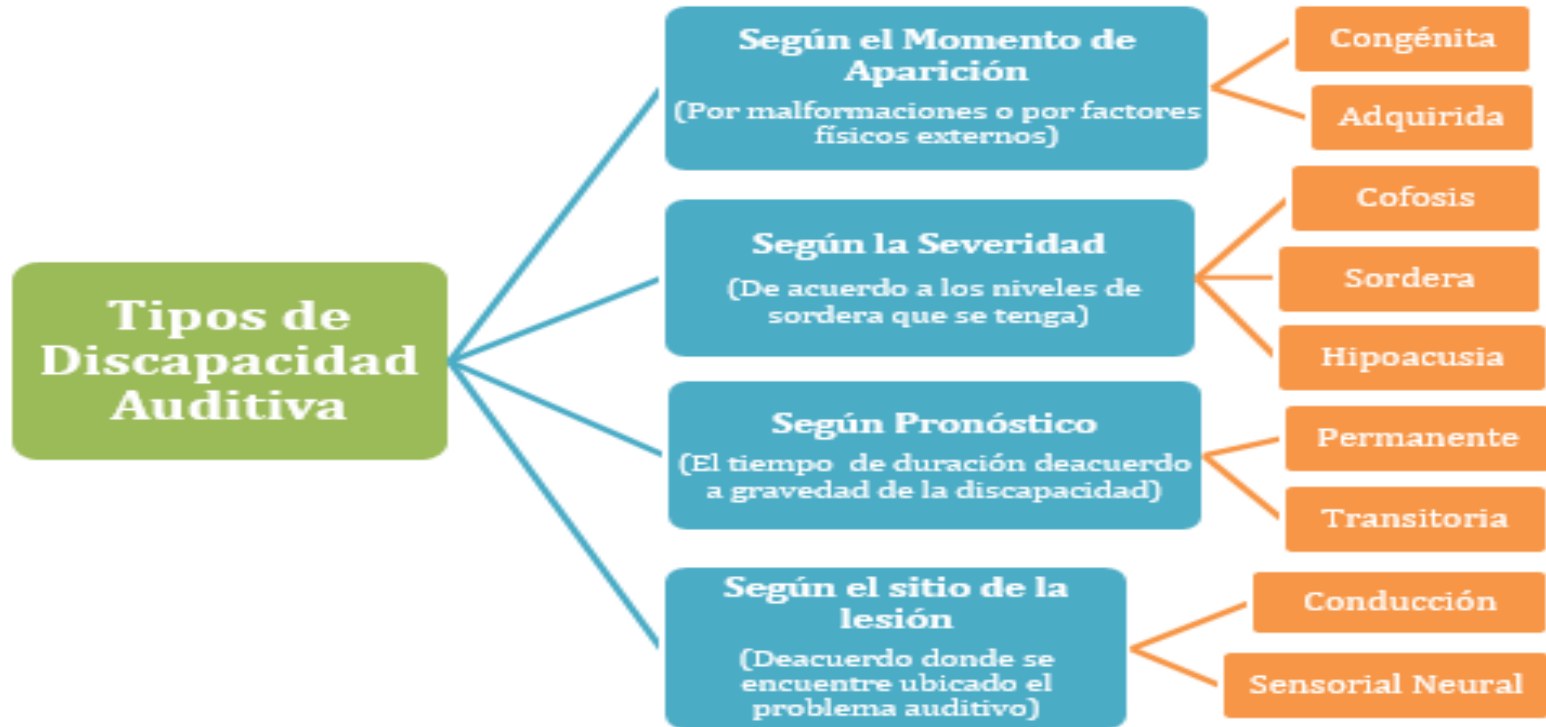 Tipos de
Discapacidad
Auditiva
Según el Momento de
Aparición
(Por malformaciones o por factores
físicos externos)
Congénita
Adquirida
Según la Severidad
(De acuerdo a los niveles de
sordera que se tenga)
Cofosis
Sordera
Hipoacusia
Según Pronóstico
(El tiempo de duración deacuerdo
a gravedad de la discapacidad)
Permanente
Transitoria
Según el sitio de la
lesión
(Deacuerdo donde se
encuentre ubicado el
problema auditivo)
Conducción
Sensorial Neural